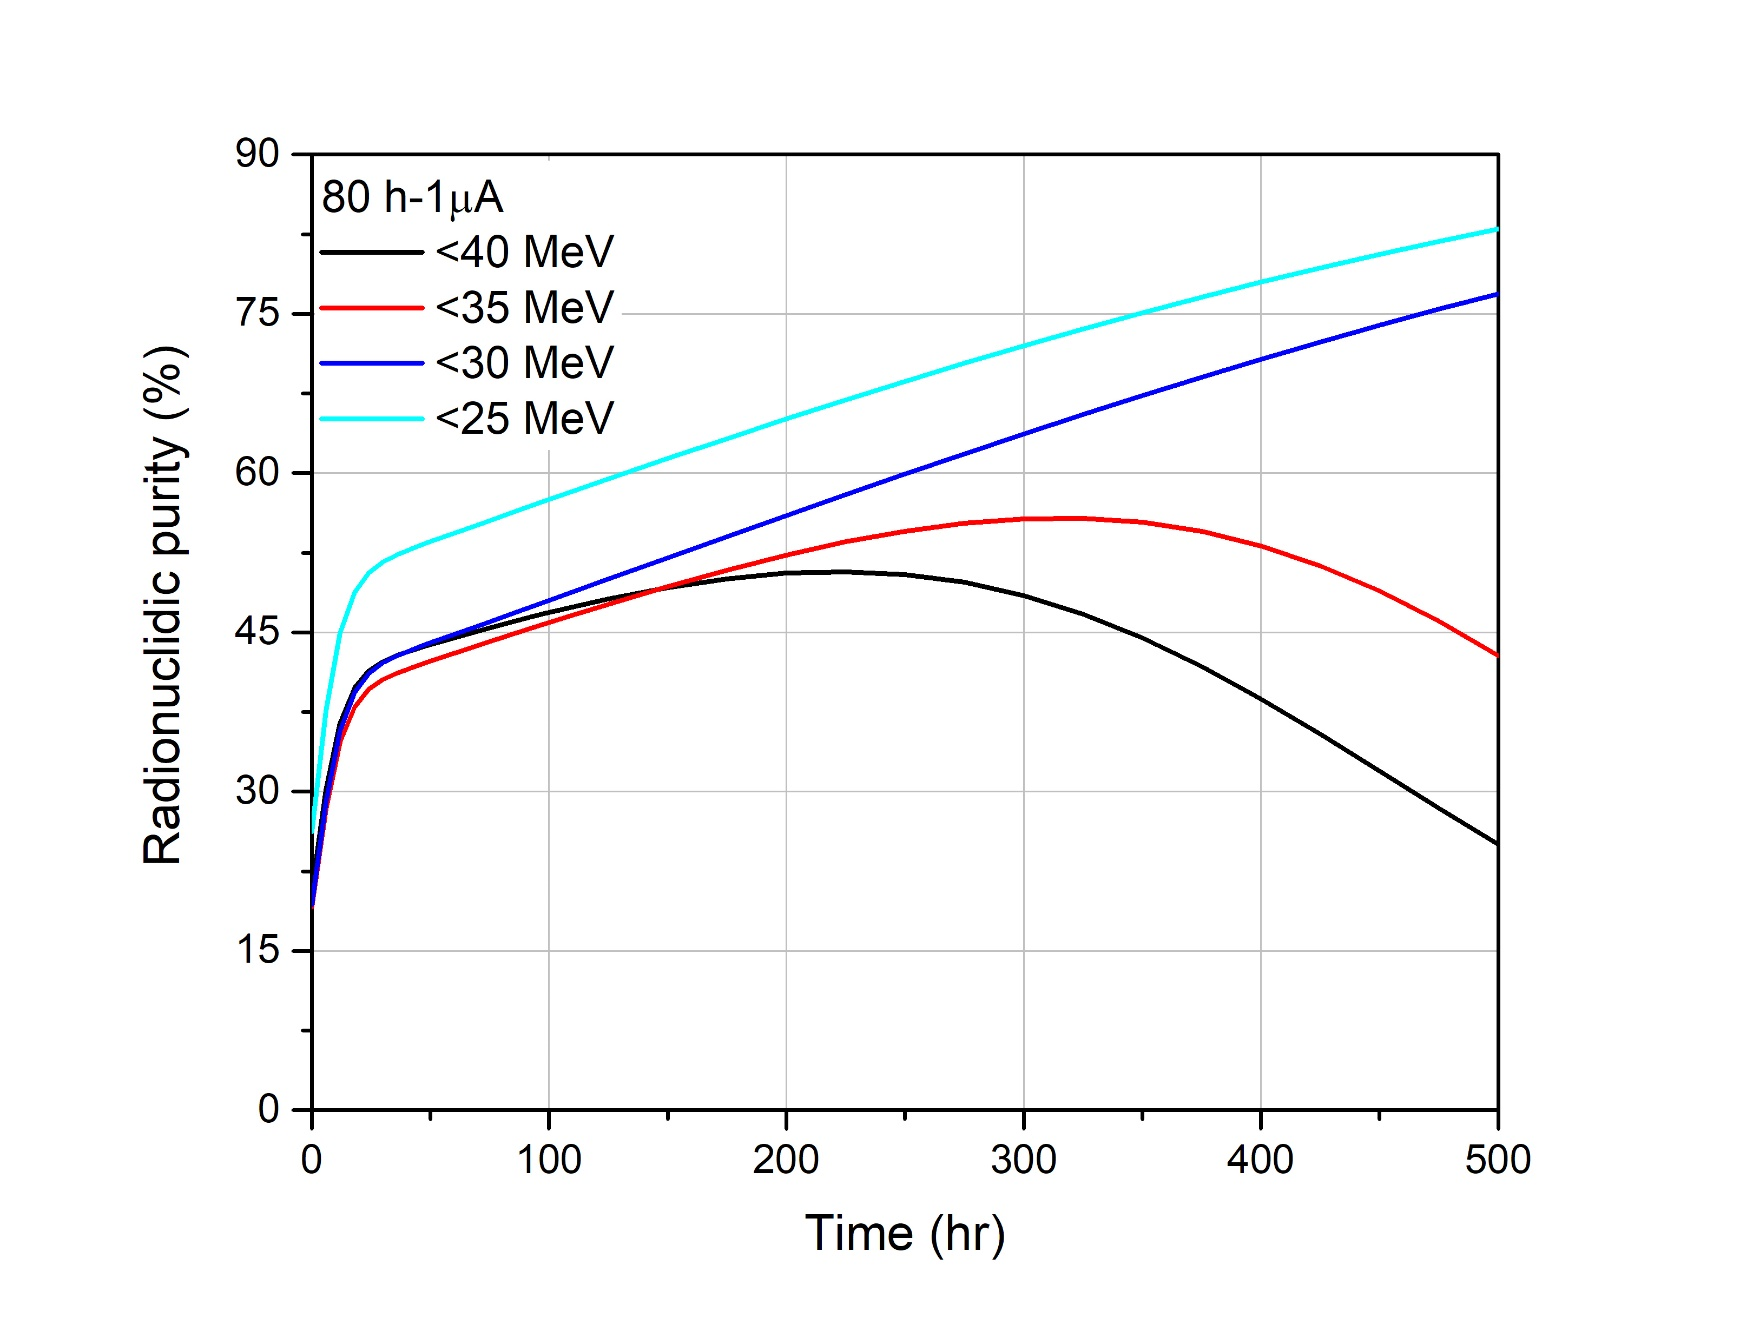 90
75
60
45
30
15
0
80 h-1μA
<40 MeV
<35 MeV
<30 MeV
<25 MeV
Radionuclidic purity (%)
0 100 200 300 400 500
Time (hr)